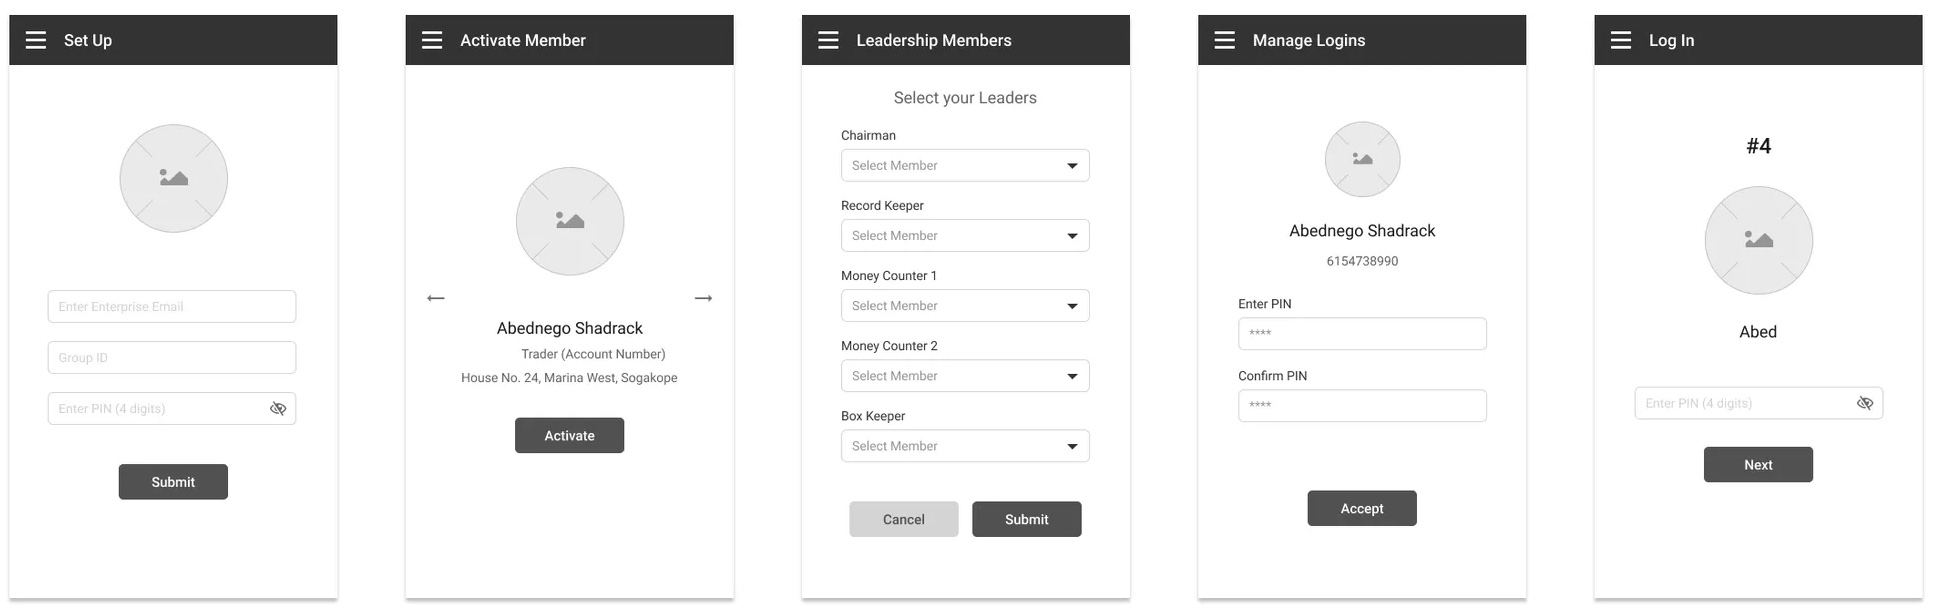 Set Up
Enter Enterprise Email
Group ID
Enter PIN (4 digits)
Submit
Activate Member
Abednego Shadrack
Trader (Account Number)
House No. 24, Marina West, Sogakope
Activate
Leadership Members
Select your Leaders
Chairman
Select Member
Record Keeper
Select Member
Money Counter 1
Select Member
Money Counter 2
Select Member
Box Keeper
Select Member
Cancel
Submit
Manage Logins
Abednego Shadrack
6154738990
Enter PIN
****
Confirm PIN
****
Accept
Log In
#4
Abed
Enter PIN (4 digits)
Next